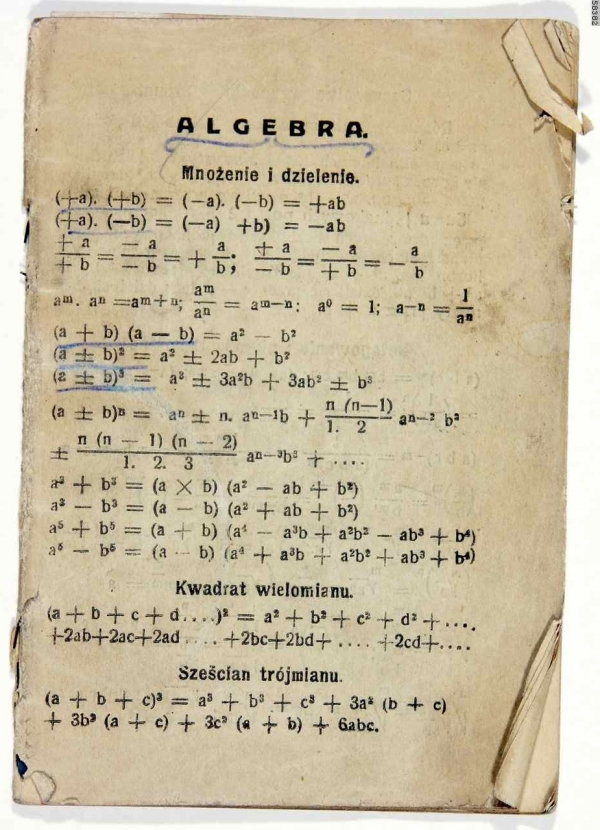 58382
ALGEBRA.
Mnożenie i dzielenie.
(+a). (+b) = (−a). (−b) = +ab
(+a). (−b) = (−a) +b) = −ab
+ a / + b = − a / − b = + a/b; + a / − b = − a / + b = − a/b
aᵐ. aⁿ =aᵐ⁺ⁿ; aᵐ/aⁿ = aᵐ⁻ⁿ: a⁰ = 1; a⁻ⁿ = 1/aⁿ
(a + b) (a − b) = a² − b²
(a ± b)² = a² ± 2ab + b²
(a ± b)³ = a³ ± 3a²b + 3ab² ± b³
(a ± b)ⁿ = aⁿ ± n. aⁿ⁻¹b + n (n−1) / 1. 2 aⁿ⁻² b²
± n (n − 1) (n − 2) / 1. 2. 3 aⁿ⁻³b³ + ....
a³ + b³ = (a × b) (a² − ab + b²)
a³ − b³ = (a − b) (a² + ab + b²)
a⁵ + b⁵ = (a + b) (a⁴ − a³b + a²b² − ab³ + b⁴)
a⁵ − b⁵ = (a − b) (a⁴ + a³b + a²b² + ab³ + b⁴)
Kwadrat wielomianu.
(a + b + c + d....)² = a² + b² + c² + d² + ....
+2ab+2ac+2ad .... +2bc+2bd+ .... +2cd+....
Sześcian trójmianu.
(a + b + c)³ = a³ + b³ + c³ + 3a² (b + c)
+ 3b² (a + c) + 3c² (a + b) + 6abc.